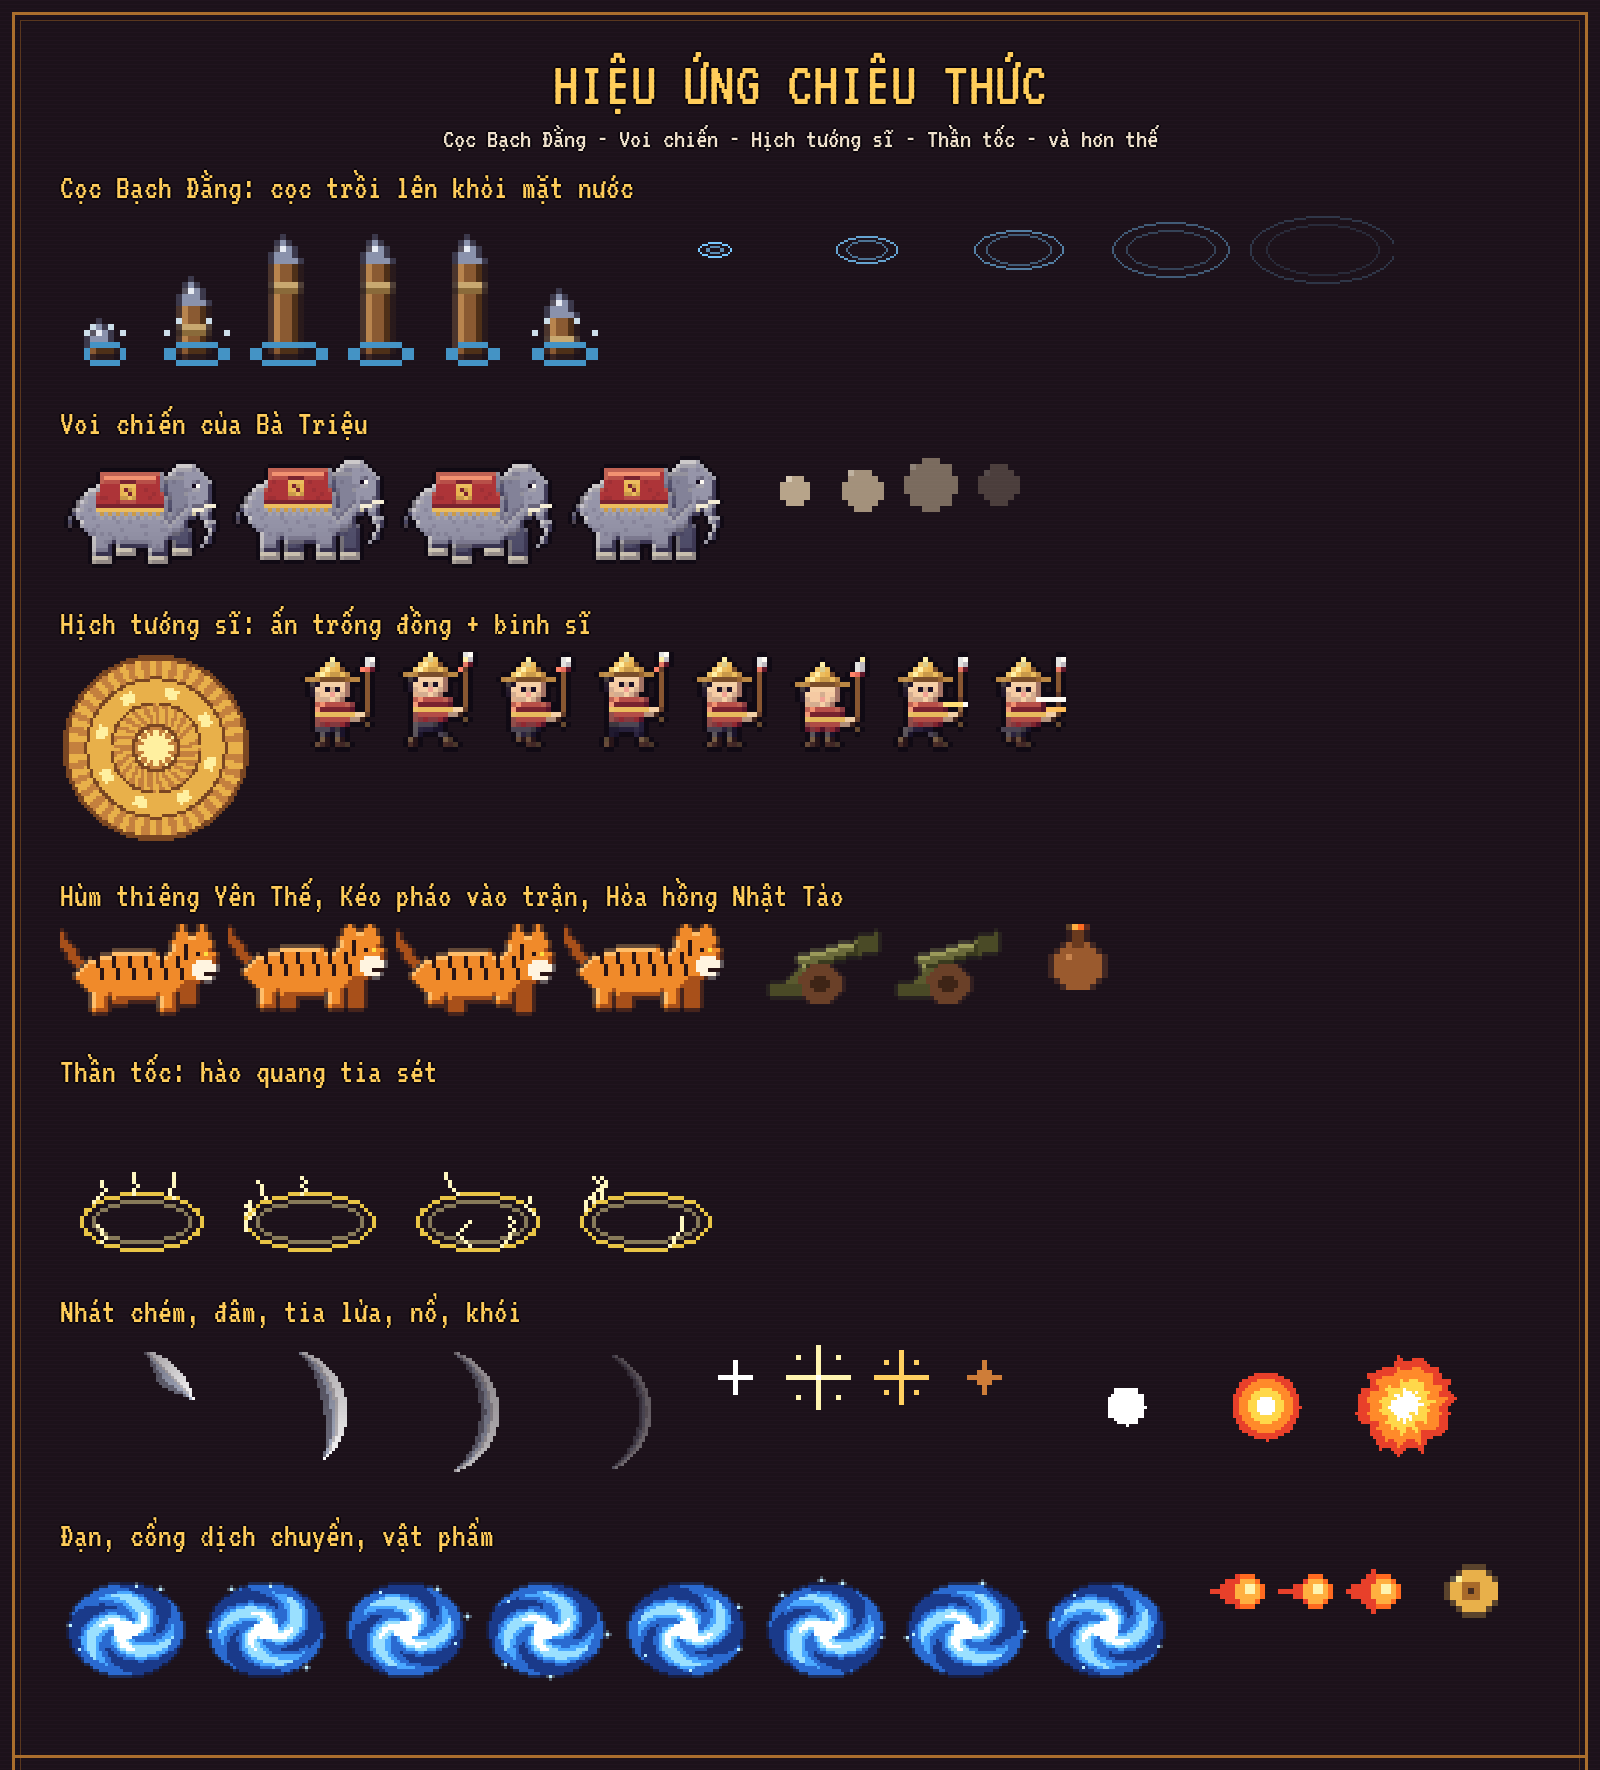 HIỆU ỨNG CHIÊU THỨC
Cọc Bạch Đằng - Voi chiến - Hịch tướng sĩ - Thần tốc - và hơn thế
Cọc Bạch Đằng: cọc trồi lên khỏi mặt nước
Voi chiến của Bà Triệu
Hịch tướng sĩ: ấn trống đồng + binh sĩ
Hùm thiêng Yên Thế, Kéo pháo vào trận, Hỏa hồng Nhật Tảo
Thần tốc: hào quang tia sét
Nhát chém, đâm, tia lửa, nổ, khói
Đạn, cổng dịch chuyển, vật phẩm